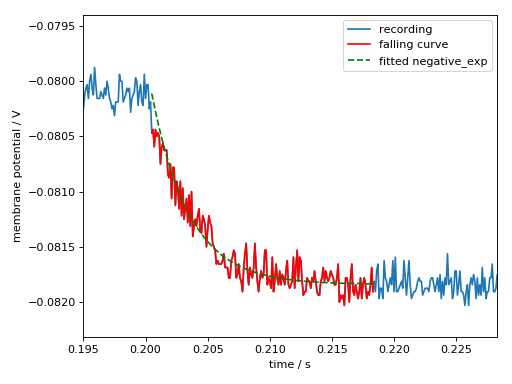 recording
falling curve
fitted negative_exp
−0.0795
−0.0800
−0.0805
−0.0810
−0.0815
−0.0820
membrane potential / V
0.195 0.200 0.205 0.210 0.215 0.220 0.225
time / s